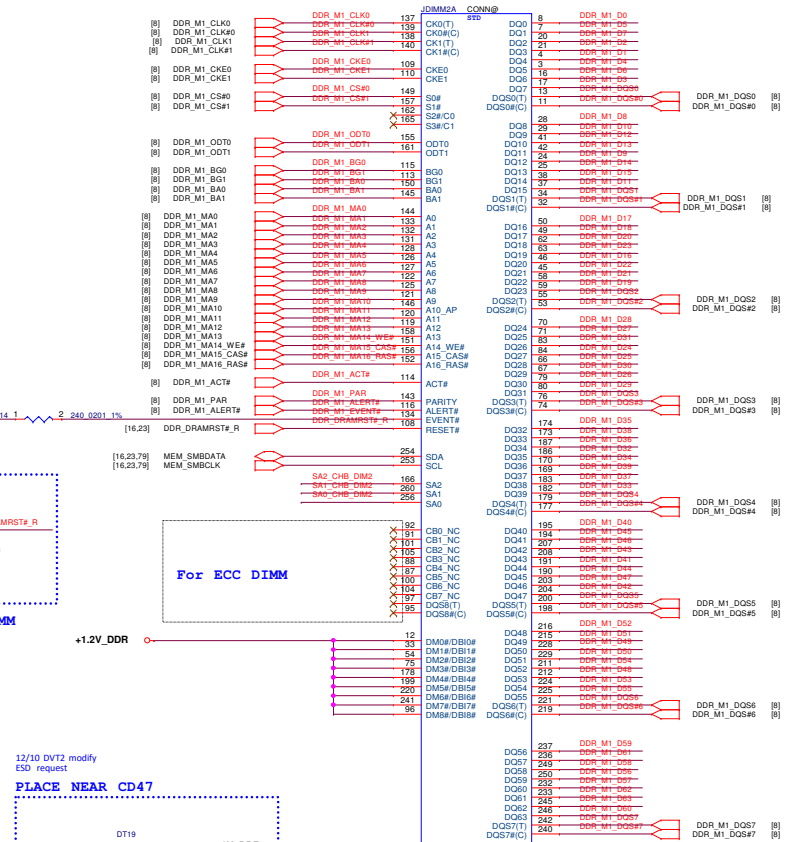 JDIMM2A CONN@
STD
[8] DDR_M1_CLK0 DDR_M1_CLK0 137 CK0(T)
[8] DDR_M1_CLK#0 DDR_M1_CLK#0 139 CK0#(C)
[8] DDR_M1_CLK1 DDR_M1_CLK1 138 CK1(T)
[8] DDR_M1_CLK#1 DDR_M1_CLK#1 140 CK1#(C)
[8] DDR_M1_CKE0 DDR_M1_CKE0 109 CKE0
[8] DDR_M1_CKE1 DDR_M1_CKE1 110 CKE1
[8] DDR_M1_CS#0 DDR_M1_CS#0 149 S0#
[8] DDR_M1_CS#1 DDR_M1_CS#1 157 S1#
162 S2#/C0
165 S3#/C1
[8] DDR_M1_ODT0 DDR_M1_ODT0 155 ODT0
[8] DDR_M1_ODT1 DDR_M1_ODT1 161 ODT1
[8] DDR_M1_BG0 DDR_M1_BG0 115 BG0
[8] DDR_M1_BG1 DDR_M1_BG1 113 BG1
[8] DDR_M1_BA0 DDR_M1_BA0 150 BA0
[8] DDR_M1_BA1 DDR_M1_BA1 145 BA1
[8] DDR_M1_MA0 DDR_M1_MA0 144 A0
[8] DDR_M1_MA1 DDR_M1_MA1 133 A1
[8] DDR_M1_MA2 DDR_M1_MA2 132 A2
[8] DDR_M1_MA3 DDR_M1_MA3 131 A3
[8] DDR_M1_MA4 DDR_M1_MA4 128 A4
[8] DDR_M1_MA5 DDR_M1_MA5 126 A5
[8] DDR_M1_MA6 DDR_M1_MA6 127 A6
[8] DDR_M1_MA7 DDR_M1_MA7 122 A7
[8] DDR_M1_MA8 DDR_M1_MA8 125 A8
[8] DDR_M1_MA9 DDR_M1_MA9 121 A9
[8] DDR_M1_MA10 DDR_M1_MA10 146 A10_AP
[8] DDR_M1_MA11 DDR_M1_MA11 120 A11
[8] DDR_M1_MA12 DDR_M1_MA12 119 A12
[8] DDR_M1_MA13 DDR_M1_MA13 158 A13
[8] DDR_M1_MA14_WE# DDR_M1_MA14_WE# 151 A14_WE#
[8] DDR_M1_MA15_CAS# DDR_M1_MA15_CAS# 156 A15_CAS#
[8] DDR_M1_MA16_RAS# DDR_M1_MA16_RAS# 152 A16_RAS#
[8] DDR_M1_ACT# DDR_M1_ACT# 114 ACT#
[8] DDR_M1_PAR DDR_M1_PAR 143 PARITY
[8] DDR_M1_ALERT# DDR_M1_ALERT# 116 ALERT#
14 1 2 240_0201_1% DDR_M1_EVENT# 134 EVENT#
[16,23] DDR_DRAMRST#_R DDR_DRAMRST#_R 108 RESET#
[16,23,79] MEM_SMBDATA 254 SDA
[16,23,79] MEM_SMBCLK 253 SCL
SA2_CHB_DIM2 166 SA2
SA1_CHB_DIM2 260 SA1
SA0_CHB_DIM2 256 SA0
AMRST#_R
MM
For ECC DIMM
92 CB0_NC
91 CB1_NC
101 CB2_NC
105 CB3_NC
88 CB4_NC
87 CB5_NC
100 CB6_NC
104 CB7_NC
97 DQS8(T)
95 DQS8#(C)
+1.2V_DDR
12 DM0#/DBI0#
33 DM1#/DBI1#
54 DM2#/DBI2#
75 DM3#/DBI3#
178 DM4#/DBI4#
199 DM5#/DBI5#
220 DM6#/DBI6#
241 DM7#/DBI7#
96 DM8#/DBI8#
12/10 DVT2 modify
ESD request
PLACE NEAR CD47
DT19
DQ0 8 DDR_M1_D0
DQ1 7
DQ2 20
DQ3 21
DQ4 4
DQ5 3
DQ6 16
DQ7 17
DQS0(T) 13 DDR_M1_DQS0 DDR_M1_DQS0 [8]
DQS0#(C) 11 DDR_M1_DQS#0 DDR_M1_DQS#0 [8]
DQ8 28 DDR_M1_D8
DQ9 29 DDR_M1_D10
DQ10 41 DDR_M1_D12
DQ11 42 DDR_M1_D13
DQ12 24 DDR_M1_D9
DQ13 25 DDR_M1_D14
DQ14 38 DDR_M1_D15
DQ15 37 DDR_M1_D11
DQS1(T) 34 DDR_M1_DQS1 DDR_M1_DQS1 [8]
DQS1#(C) 32 DDR_M1_DQS#1 DDR_M1_DQS#1 [8]
DQ16 50 DDR_M1_D17
DQ17 49 DDR_M1_D18
DQ18 62 DDR_M1_D20
DQ19 63 DDR_M1_D23
DQ20 46
DQ21 45 DDR_M1_D22
DQ22 58 DDR_M1_D21
DQ23 59 DDR_M1_D19
DQS2(T) 55 DDR_M1_DQS2 DDR_M1_DQS2 [8]
DQS2#(C) 53 DDR_M1_DQS#2 DDR_M1_DQS#2 [8]
DQ24 70 DDR_M1_D28
DQ25 71 DDR_M1_D27
DQ26 83 DDR_M1_D31
DQ27 84 DDR_M1_D24
DQ28 66 DDR_M1_D25
DQ29 67 DDR_M1_D30
DQ30 79 DDR_M1_D26
DQ31 80 DDR_M1_D29
DQS3(T) 76 DDR_M1_DQS3 DDR_M1_DQS3 [8]
DQS3#(C) 74 DDR_M1_DQS#3 DDR_M1_DQS#3 [8]
DQ32 174 DDR_M1_D35
DQ33 173 DDR_M1_D38
DQ34 187 DDR_M1_D36
DQ35 186 DDR_M1_D32
DQ36 170 DDR_M1_D34
DQ37 169 DDR_M1_D39
DQ38 183 DDR_M1_D37
DQ39 182 DDR_M1_D33
DQS4(T) 179 DDR_M1_DQS4 DDR_M1_DQS4 [8]
DQS4#(C) 177 DDR_M1_DQS#4 DDR_M1_DQS#4 [8]
DQ40 195 DDR_M1_D40
DQ41 194
DQ42 207
DQ43 208 DDR_M1_D43
DQ44 191 DDR_M1_D41
DQ45 190 DDR_M1_D44
DQ46 203 DDR_M1_D47
DQ47 204 DDR_M1_D42
DQS5(T) 200 DDR_M1_DQS5 DDR_M1_DQS5 [8]
DQS5#(C) 198 DDR_M1_DQS#5 DDR_M1_DQS#5 [8]
DQ48 216 DDR_M1_D52
DQ49 215 DDR_M1_D51
DQ50 228 DDR_M1_D49
DQ51 229 DDR_M1_D50
DQ52 211 DDR_M1_D54
DQ53 212 DDR_M1_D48
DQ54 224 DDR_M1_D53
DQ55 225 DDR_M1_D55
DQS6(T) 221 DDR_M1_DQS6 DDR_M1_DQS6 [8]
DQS6#(C) 219 DDR_M1_DQS#6 DDR_M1_DQS#6 [8]
DQ56 237 DDR_M1_D59
DQ57 236 DDR_M1_D61
DQ58 249 DDR_M1_D58
DQ59 250 DDR_M1_D56
DQ60 232 DDR_M1_D57
DQ61 233 DDR_M1_D62
DQ62 245 DDR_M1_D63
DQ63 246 DDR_M1_D60
DQS7(T) 242 DDR_M1_DQS7 DDR_M1_DQS7 [8]
DQS7#(C) 240 DDR_M1_DQS#7 DDR_M1_DQS#7 [8]